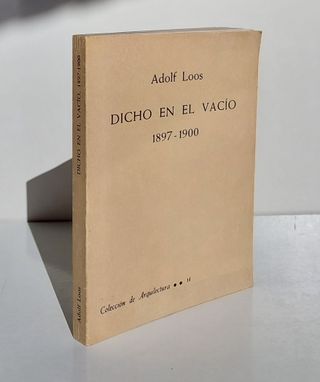 Adolf Loos
DICHO EN EL VACÍO
1897-1900
Colección de Arquitectura ◆◆ 14
DICHO EN EL VACÍO, 1897-1900
Adolf Loos